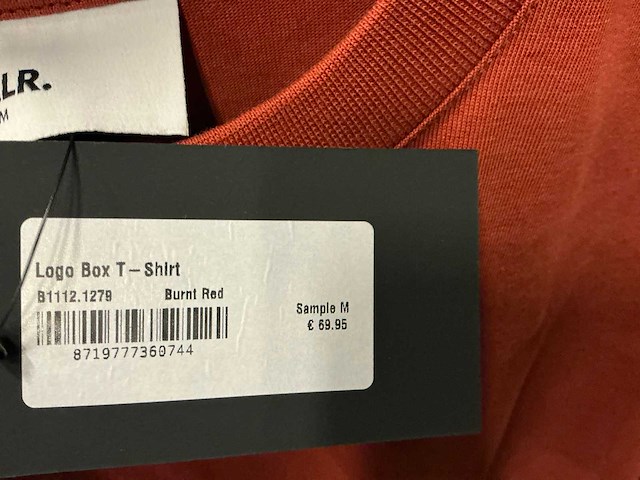 LR.
M
Logo Box T-Shirt
B1112.1279 Burnt Red
Sample M
€ 69.95
8719777360744